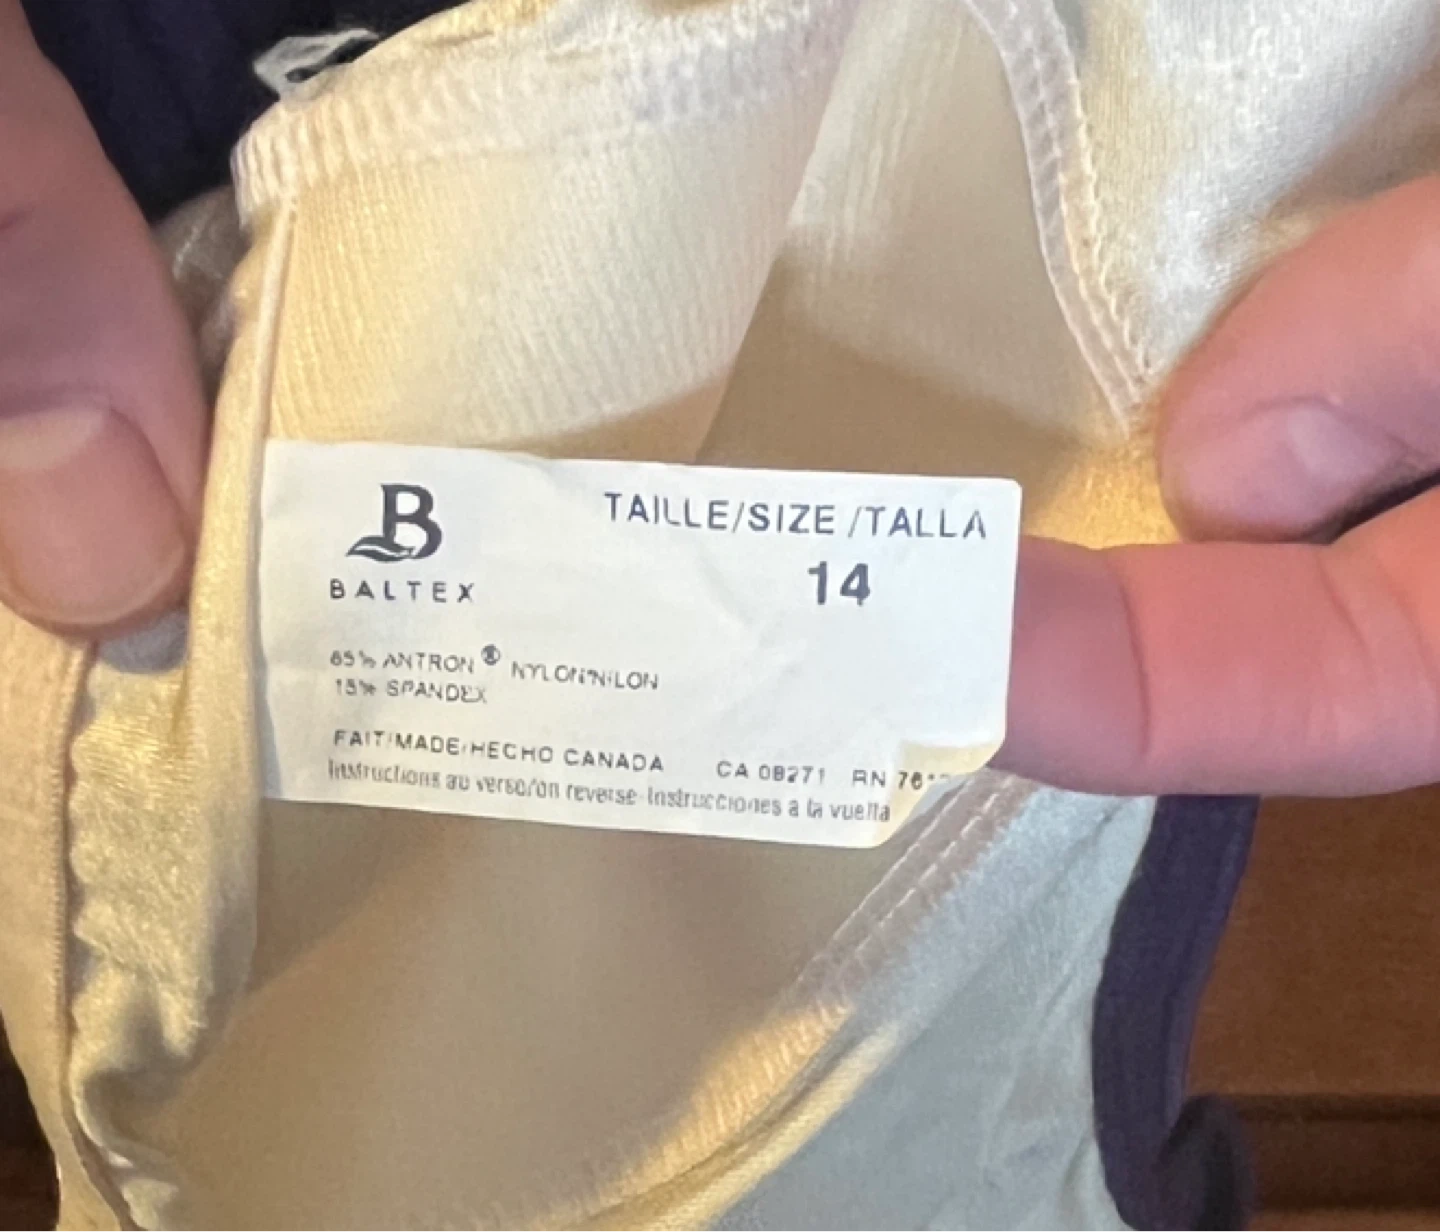 B
BALTEX
TAILLE/SIZE /TALLA
14
85% ANTRON® NYLON/NILON
15% SPANDEX
FAIT/MADE/HECHO CANADA CA 08271 RN
Instructions au verso/on reverse-Instrucciones a la vuelta